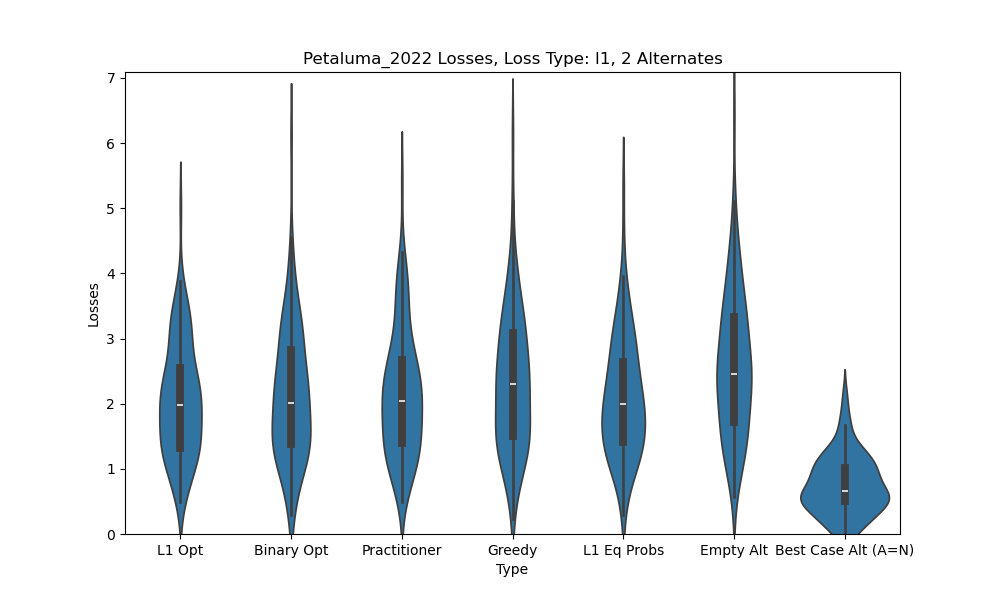 Petaluma_2022 Losses, Loss Type: l1, 2 Alternates
7
6
5
4
3
2
1
0
Losses
L1 Opt
Binary Opt
Practitioner
Greedy
L1 Eq Probs
Empty Alt
Best Case Alt (A=N)
Type